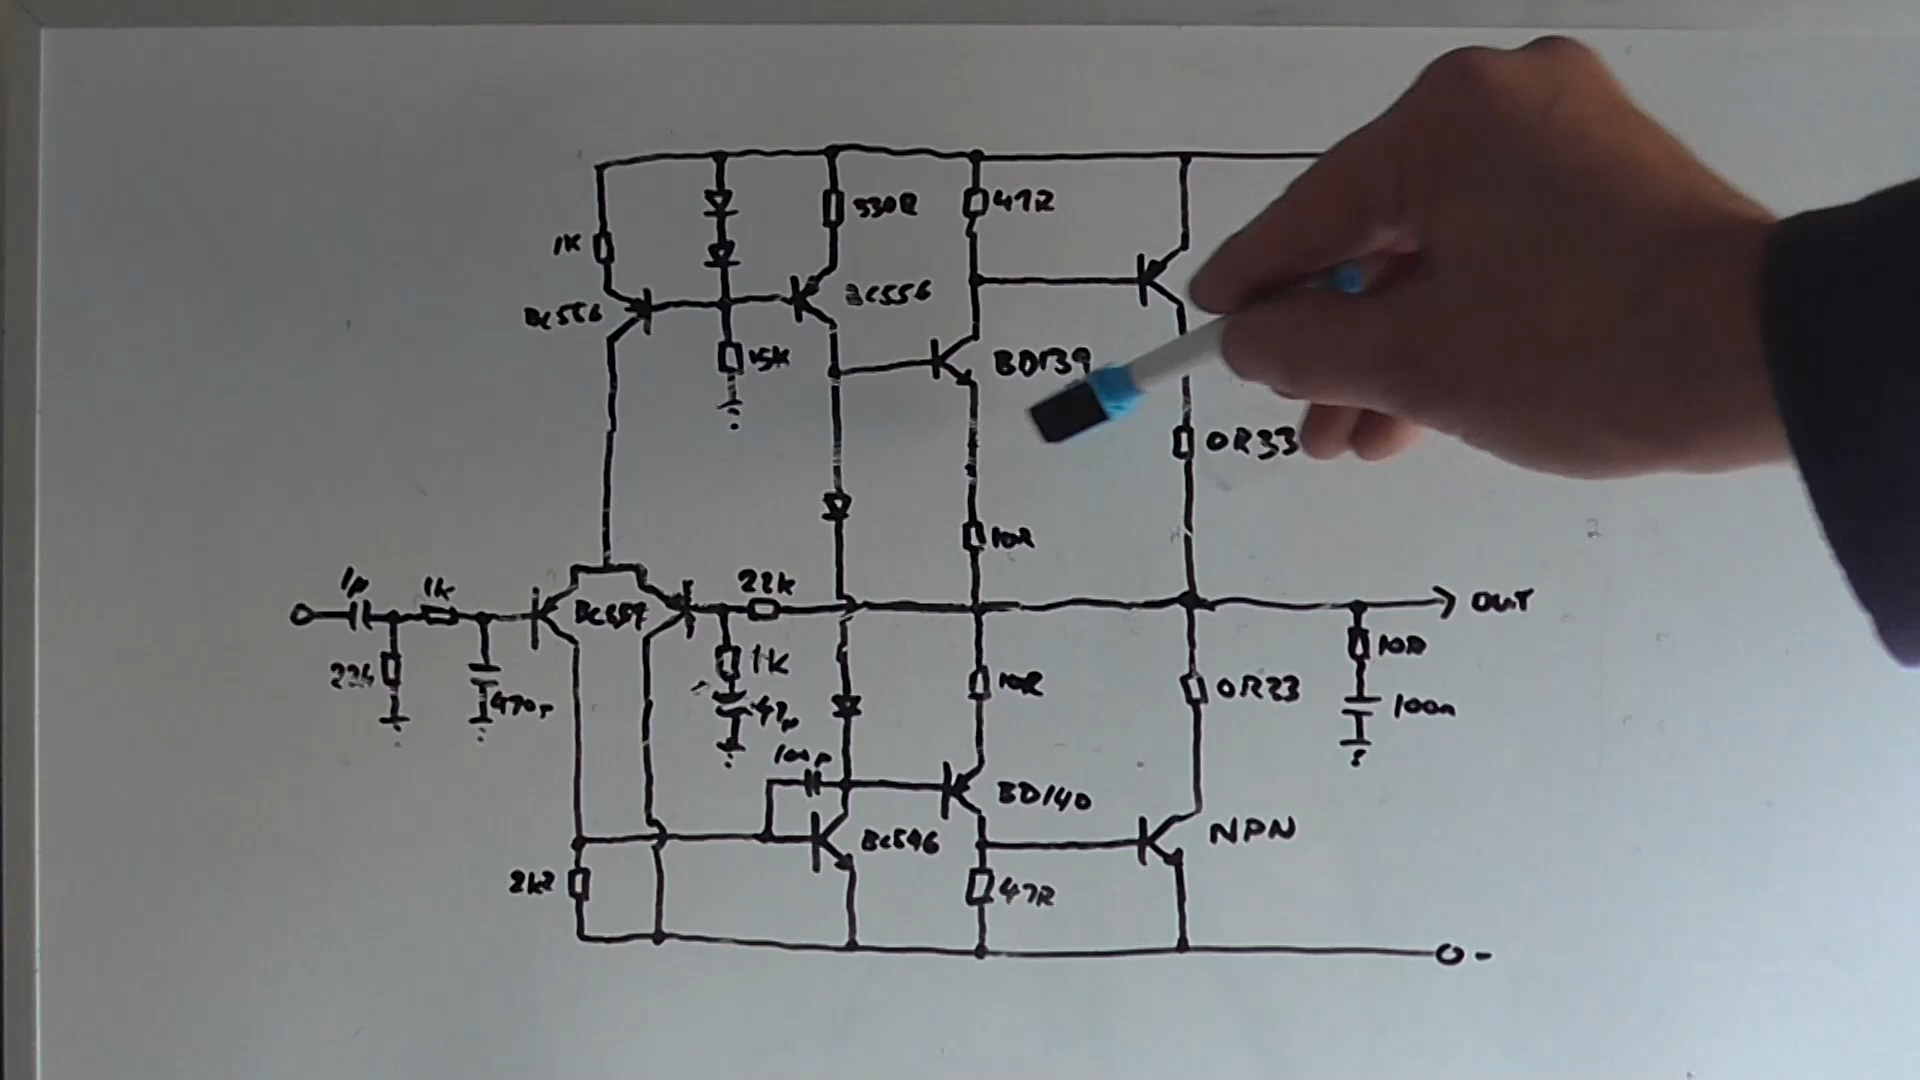 330R
47R
1K
BC556
BC556
15K
BD139
0R33
10R
1µ
1k
BC557
22k
OUT
22k
470p
1K
47µ
10R
0R33
10R
100n
100p
BD140
BC546
NPN
2k2
47R
-